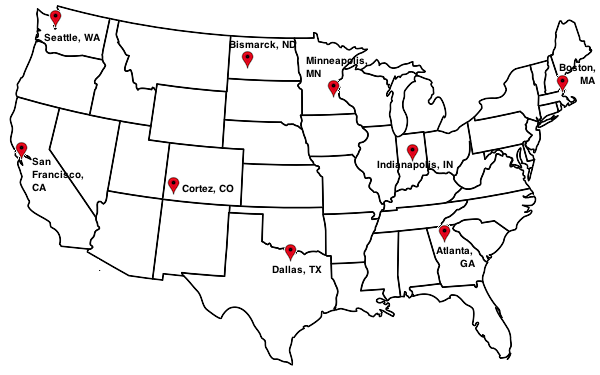 Seattle, WA
Bismarck, ND
Minneapolis,
MN
Boston,
MA
San
Francisco,
CA
Cortez, CO
Indianapolis, IN
Dallas, TX
Atlanta,
GA